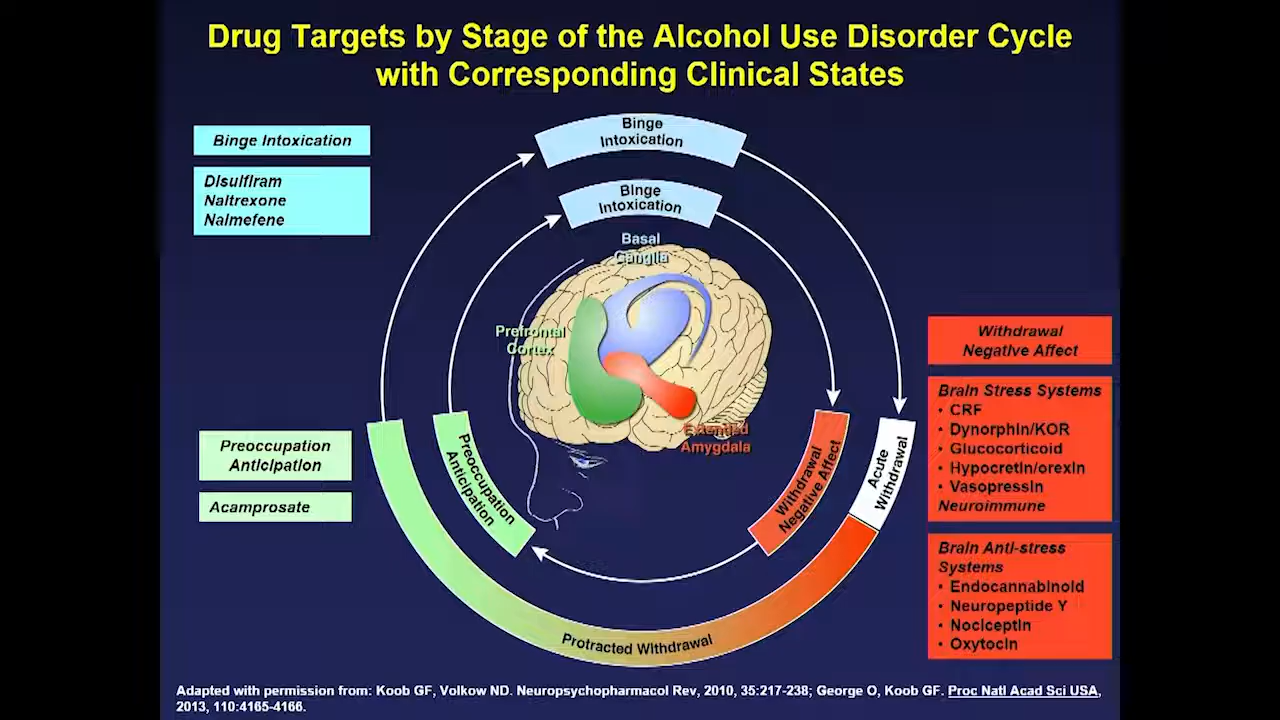 Drug Targets by Stage of the Alcohol Use Disorder Cycle
with Corresponding Clinical States
Binge Intoxication
Disulfiram
Naltrexone
Nalmefene
Binge
Intoxication
Binge
Intoxication
Basal
Ganglia
Prefrontal
Cortex
Extended
Amygdala
Withdrawal
Negative Affect
Brain Stress Systems
• CRF
• Dynorphin/KOR
• Glucocorticoid
• Hypocretin/orexin
• Vasopressin
Neuroimmune
Brain Anti-stress
Systems
• Endocannabinoid
• Neuropeptide Y
• Nociceptin
• Oxytocin
Preoccupation
Anticipation
Acamprosate
Preoccupation
Anticipation
Withdrawal
Negative Affect
Acute
Withdrawal
Protracted Withdrawal
Adapted with permission from: Koob GF, Volkow ND. Neuropsychopharmacol Rev, 2010, 35:217-238; George O, Koob GF. Proc Natl Acad Sci USA,
2013, 110:4165-4166.